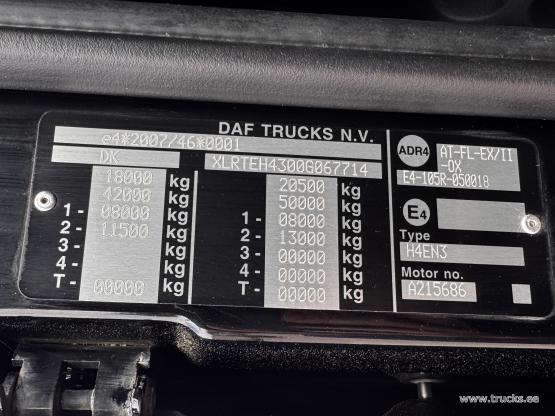 DAF TRUCKS N.V.
e4*2007/46*0001
DK XLRTEH4300G067714
18000 kg 20500 kg
42000 kg 50000 kg
1- 08000 kg 1- 08000 kg
2- 11500 kg 2- 13000 kg
3- kg 3- 00000 kg
4- kg 4- 00000 kg
T- 00000 kg T- 00000 kg
ADR4 AT-FL-EX/II
-OX
E4-105R-050018
E4
Type
H4EN3
Motor no.
A215686
www.trucks.ee